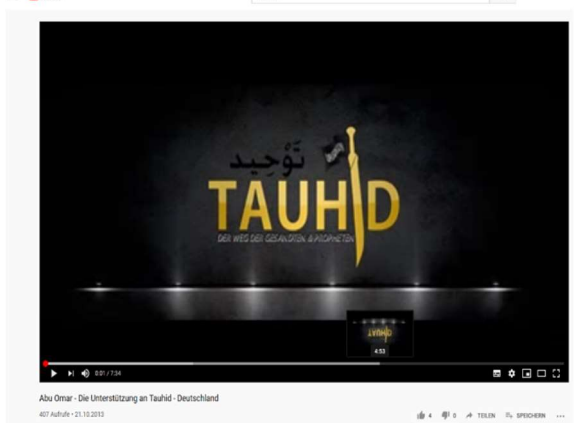 تَوْحِيد
TAUHID
DER WEG DER GESANDTEN & PROPHETEN
TAUHID
4:53
0:01 / 7:34
Abu Omar - Die Unterstützung an Tauhid - Deutschland
407 Aufrufe • 21.10.2013
4
0
TEILEN
SPEICHERN